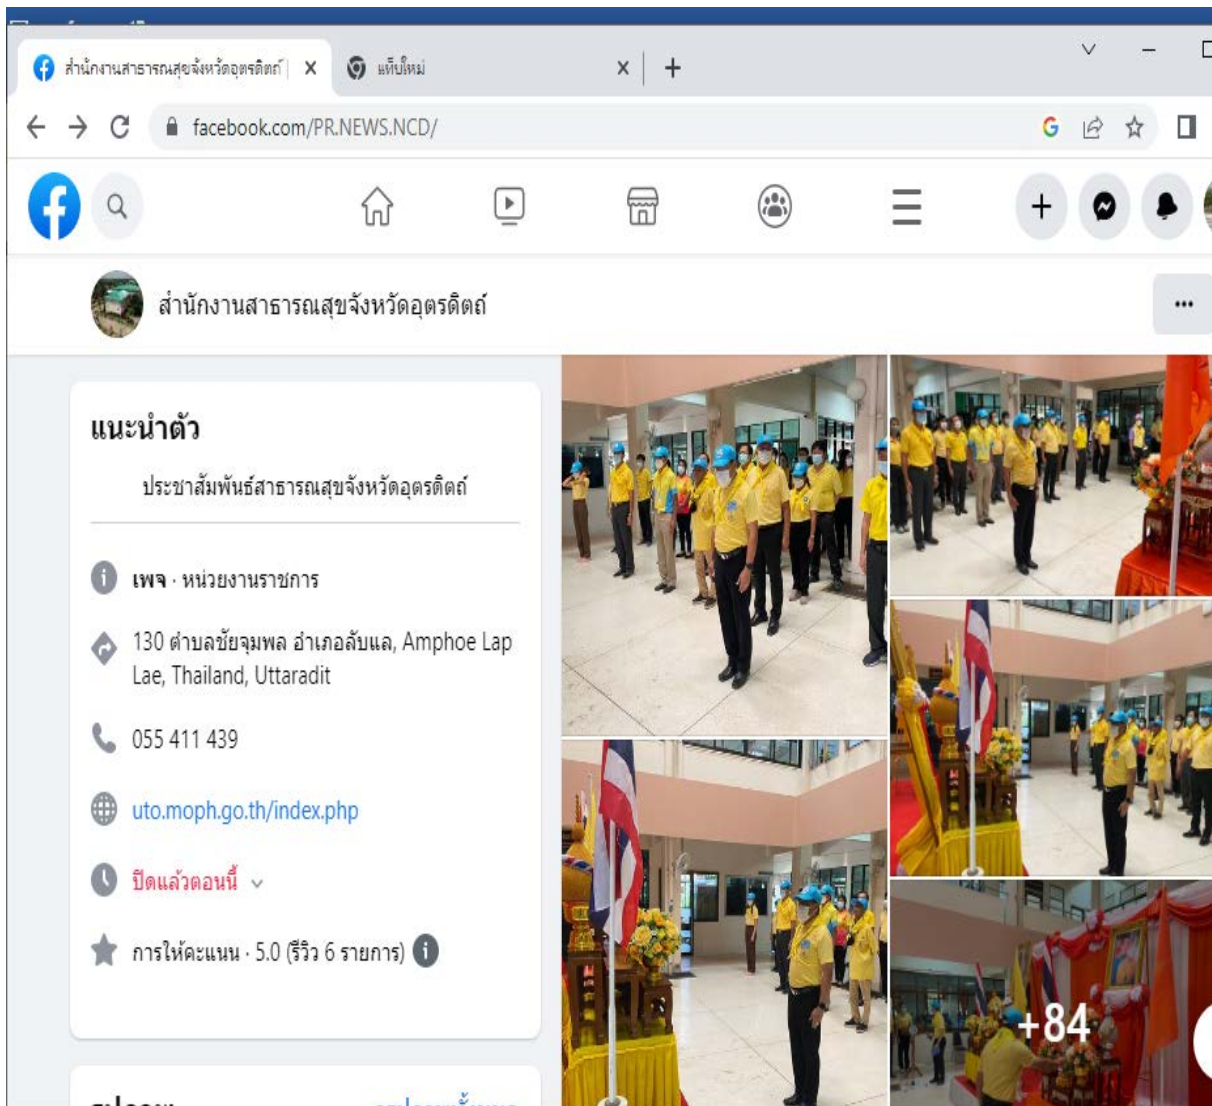 สำนักงานสาธารณสุขจังหวัดอุตรดิตถ์
แท็บใหม่
facebook.com/PR.NEWS.NCD/
สำนักงานสาธารณสุขจังหวัดอุตรดิตถ์
แนะนำตัว
ประชาสัมพันธ์สาธารณสุขจังหวัดอุตรดิตถ์
เพจ · หน่วยงานราชการ
130 ตำบลชัยจุมพล อำเภอลับแล, Amphoe Lap
Lae, Thailand, Uttaradit
055 411 439
uto.moph.go.th/index.php
ปิดแล้วตอนนี้
การให้คะแนน · 5.0 (รีวิว 6 รายการ)
+84